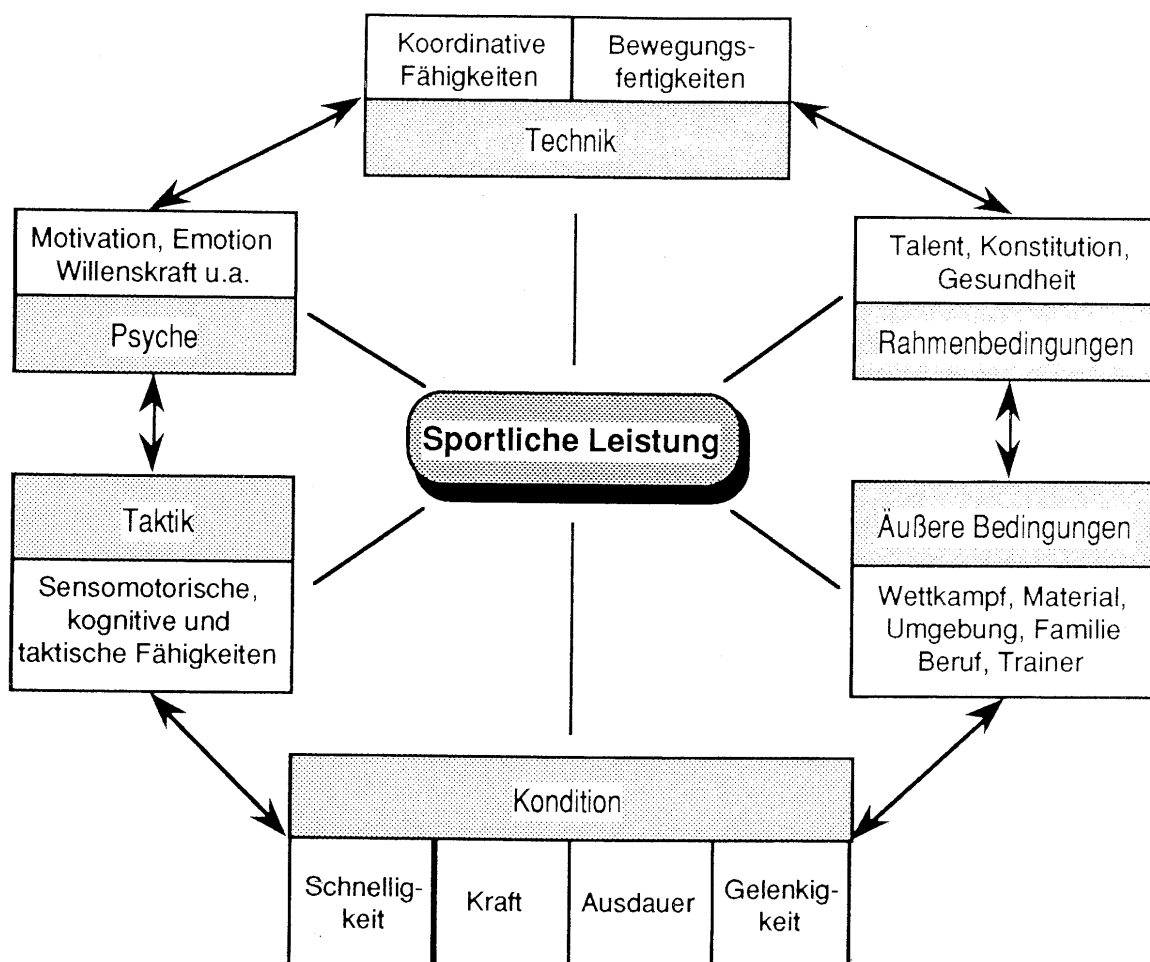 Koordinative
Fähigkeiten
Bewegungs-
fertigkeiten
Technik
Motivation, Emotion
Willenskraft u.a.
Psyche
Talent, Konstitution,
Gesundheit
Rahmenbedingungen
Sportliche Leistung
Taktik
Sensomotorische,
kognitive und
taktische Fähigkeiten
Äußere Bedingungen
Wettkampf, Material,
Umgebung, Familie
Beruf, Trainer
Kondition
Schnellig-
keit
Kraft
Ausdauer
Gelenkig-
keit